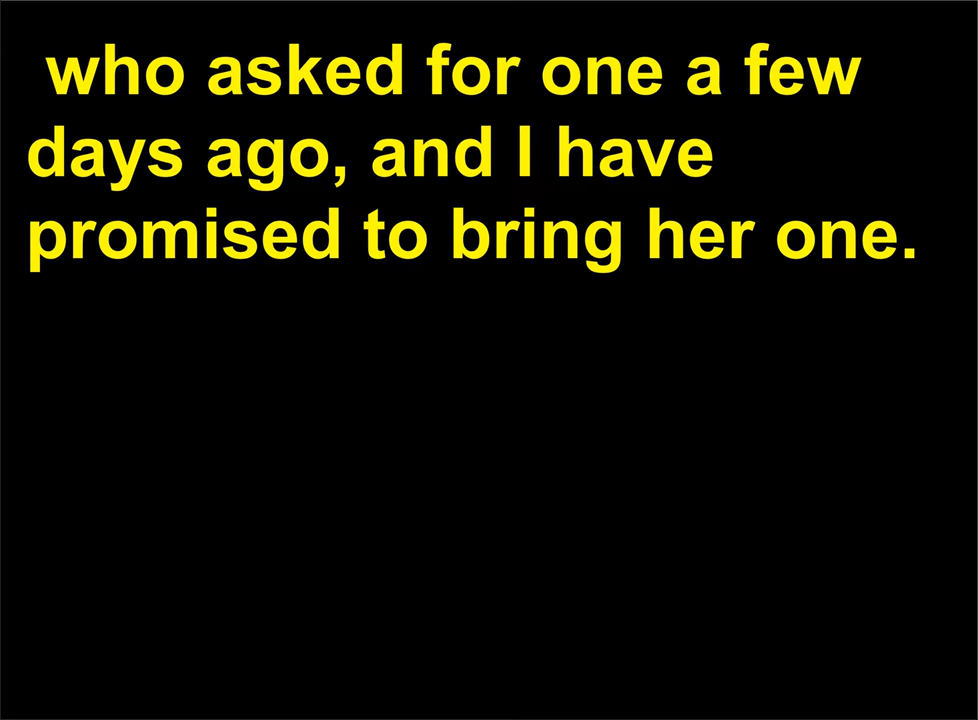 who asked for one a few
days ago, and I have
promised to bring her one.